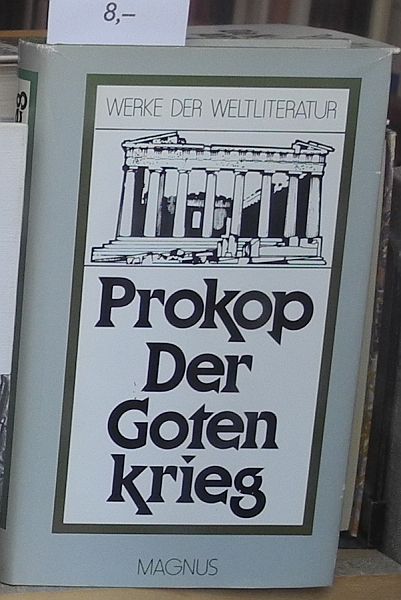 8,–
WERKE DER WELTLITERATUR
Prokop
Der
Goten
krieg
MAGNUS